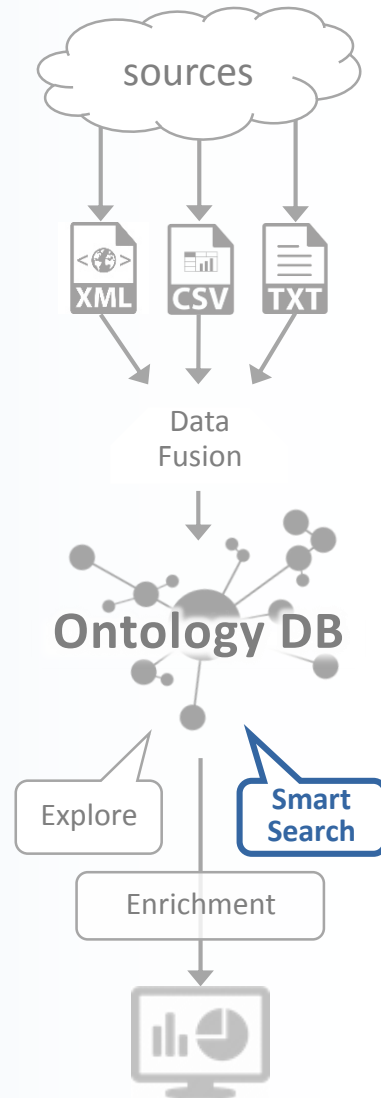 sources
XML
CSV
TXT
Data
Fusion
Ontology DB
Explore
Smart
Search
Enrichment